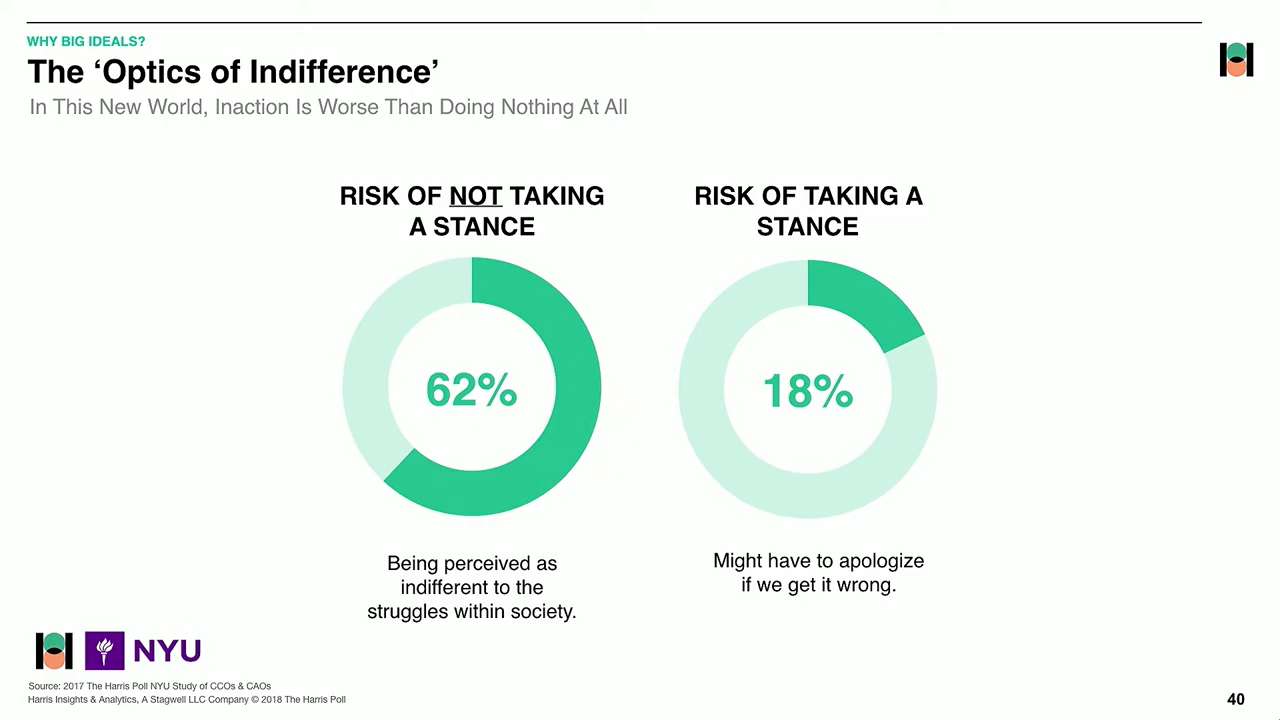 WHY BIG IDEALS?
The ‘Optics of Indifference’
In This New World, Inaction Is Worse Than Doing Nothing At All
RISK OF NOT TAKING
A STANCE
62%
Being perceived as
indifferent to the
struggles within society.
RISK OF TAKING A
STANCE
18%
Might have to apologize
if we get it wrong.
NYU
Source: 2017 The Harris Poll NYU Study of CCOs & CAOs
Harris Insights & Analytics, A Stagwell LLC Company © 2018 The Harris Poll
40